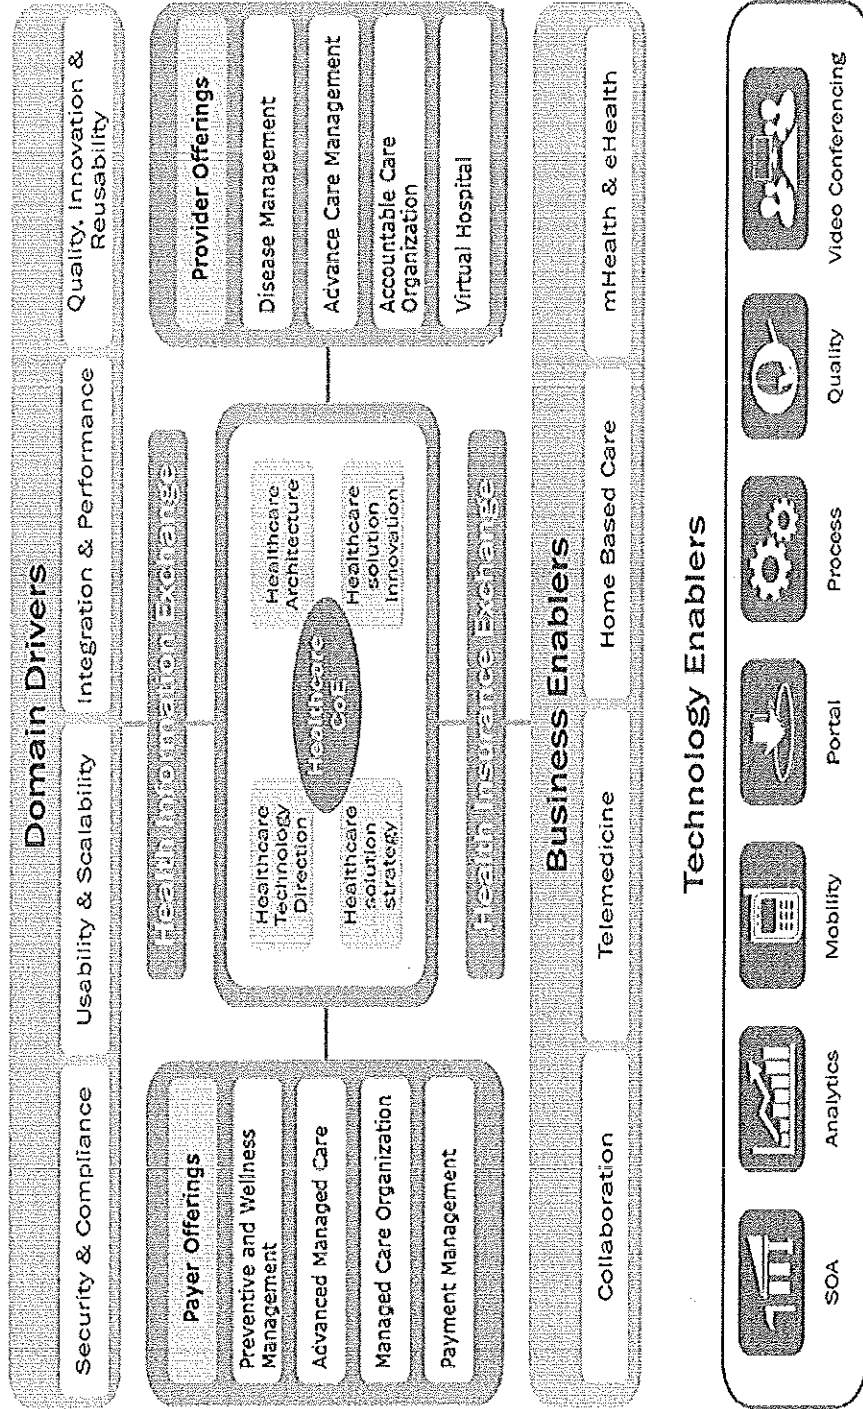 Domain Drivers
Security & Compliance
Usability & Scalability
Integration & Performance
Quality, Innovation &
Reusability
Payer Offerings
Preventive and Wellness
Management
Advanced Managed Care
Managed Care Organization
Payment Management
Health Information Exchange
Healthcare
Technology
Direction
Healthcare
Architecture
Healthcare
CoE
Healthcare
solution
strategy
Healthcare
solution
Innovation
Health Insurance Exchange
Provider Offerings
Disease Management
Advance Care Management
Accountable Care
Organization
Virtual Hospital
Business Enablers
Collaboration
Telemedicine
Home Based Care
mHealth & eHealth
Technology Enablers
SOA
Analytics
Mobility
Portal
Process
Quality
Video Conferencing